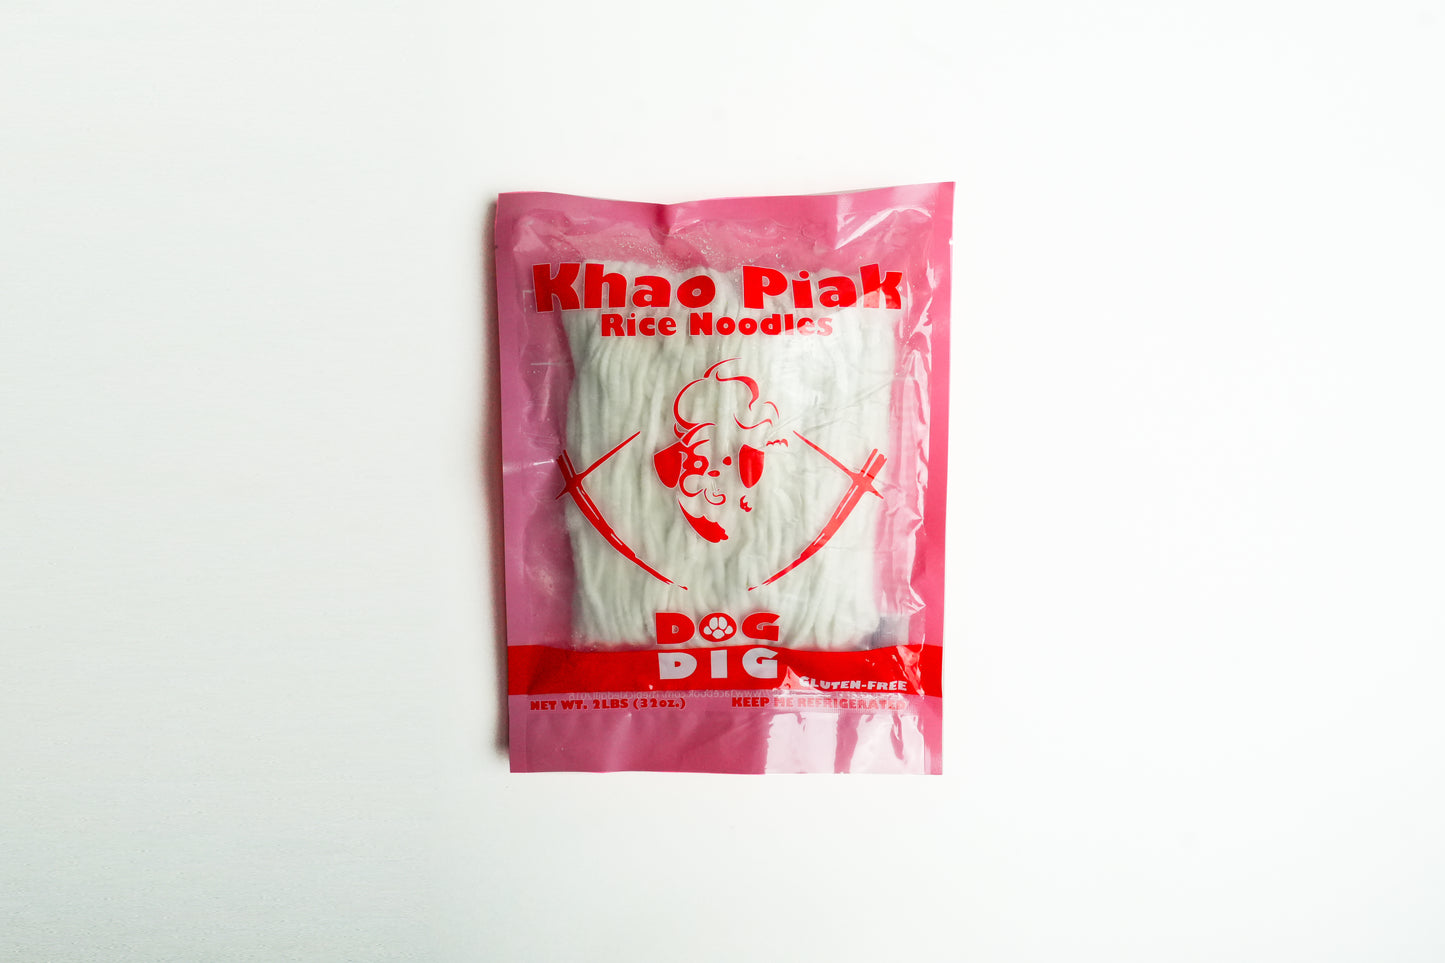 Khao Piak
Rice Noodles
DOG
DIG
GLUTEN-FREE
NET WT. 2LBS (32oz.)
KEEP ME REFRIGERATED